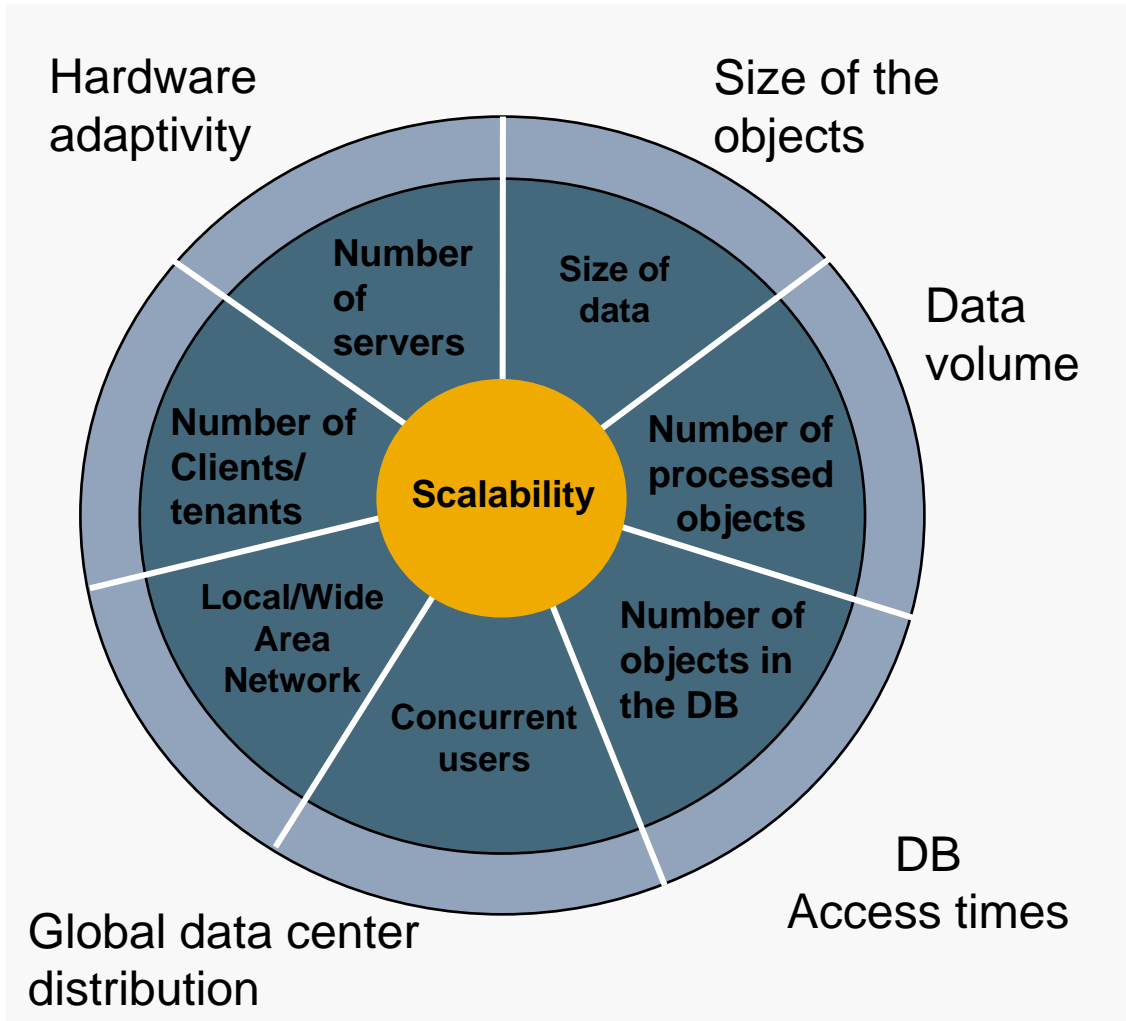 Hardware
adaptivity
Size of the
objects
Number
of
servers
Size of
data
Data
volume
Number of
Clients/
tenants
Scalability
Number of
processed
objects
Local/Wide
Area
Network
Concurrent
users
Number of
objects in
the DB
DB
Access times
Global data center
distribution